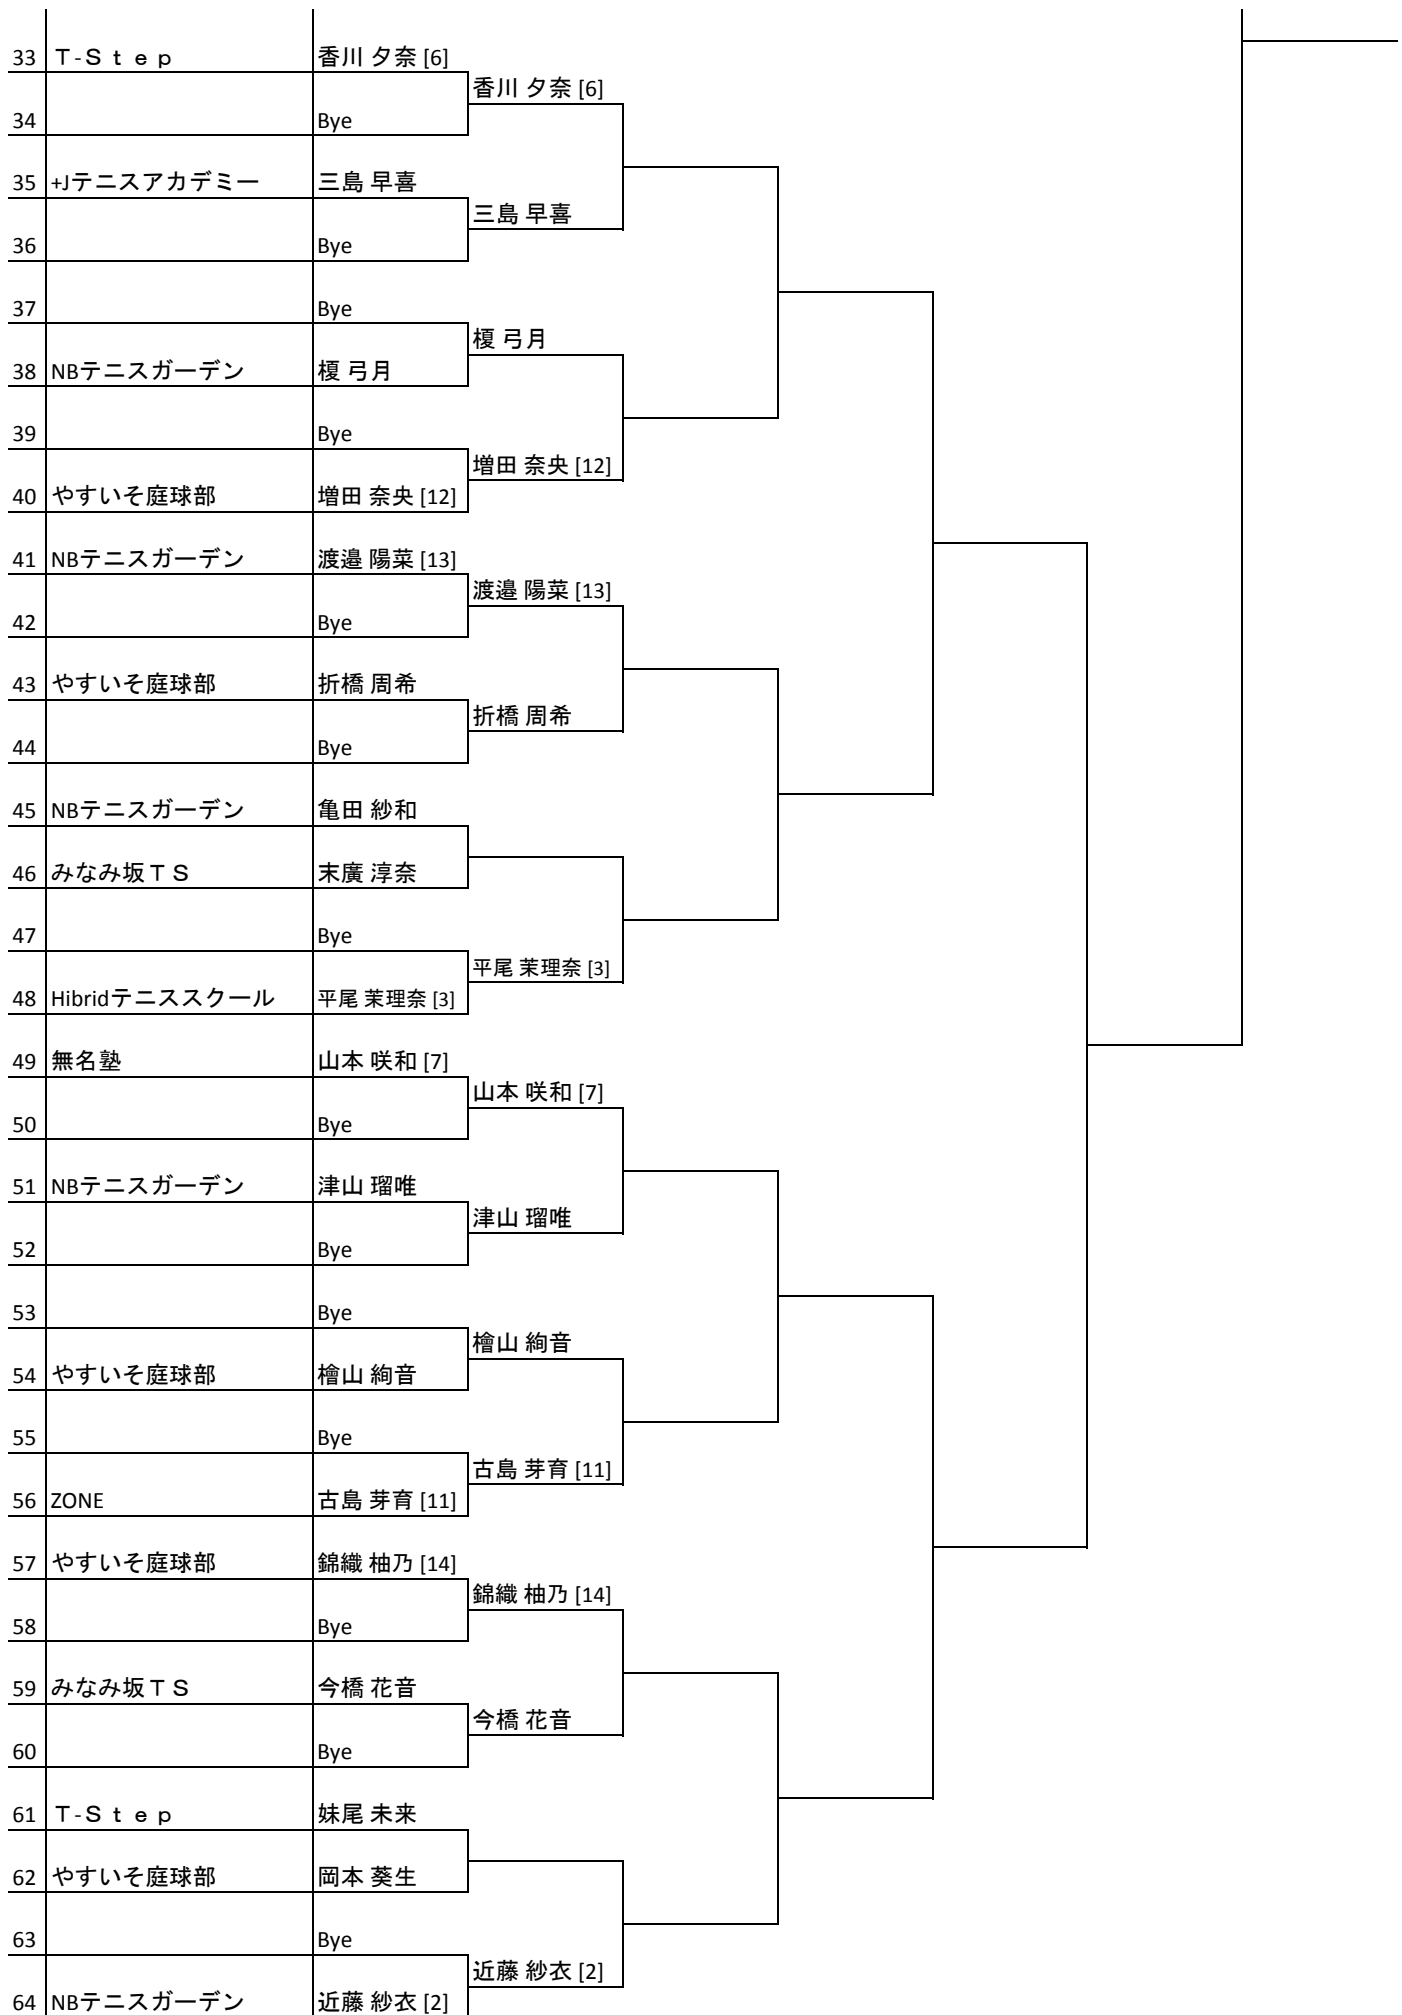 33 Ｔ-Ｓｔｅｐ 香川 夕奈 [6]
香川 夕奈 [6]
34 Bye
35 +Jテニスアカデミー 三島 早喜
三島 早喜
36 Bye
37 Bye
榎 弓月
38 NBテニスガーデン 榎 弓月
39 Bye
増田 奈央 [12]
40 やすいそ庭球部 増田 奈央 [12]
41 NBテニスガーデン 渡邉 陽菜 [13]
渡邉 陽菜 [13]
42 Bye
43 やすいそ庭球部 折橋 周希
折橋 周希
44 Bye
45 NBテニスガーデン 亀田 紗和
46 みなみ坂ＴＳ 末廣 淳奈
47 Bye
平尾 茉理奈 [3]
48 Hibridテニススクール 平尾 茉理奈 [3]
49 無名塾 山本 咲和 [7]
山本 咲和 [7]
50 Bye
51 NBテニスガーデン 津山 瑠唯
津山 瑠唯
52 Bye
53 Bye
檜山 絢音
54 やすいそ庭球部 檜山 絢音
55 Bye
古島 芽育 [11]
56 ZONE 古島 芽育 [11]
57 やすいそ庭球部 錦織 柚乃 [14]
錦織 柚乃 [14]
58 Bye
59 みなみ坂ＴＳ 今橋 花音
今橋 花音
60 Bye
61 Ｔ-Ｓｔｅｐ 妹尾 未来
62 やすいそ庭球部 岡本 葵生
63 Bye
近藤 紗衣 [2]
64 NBテニスガーデン 近藤 紗衣 [2]